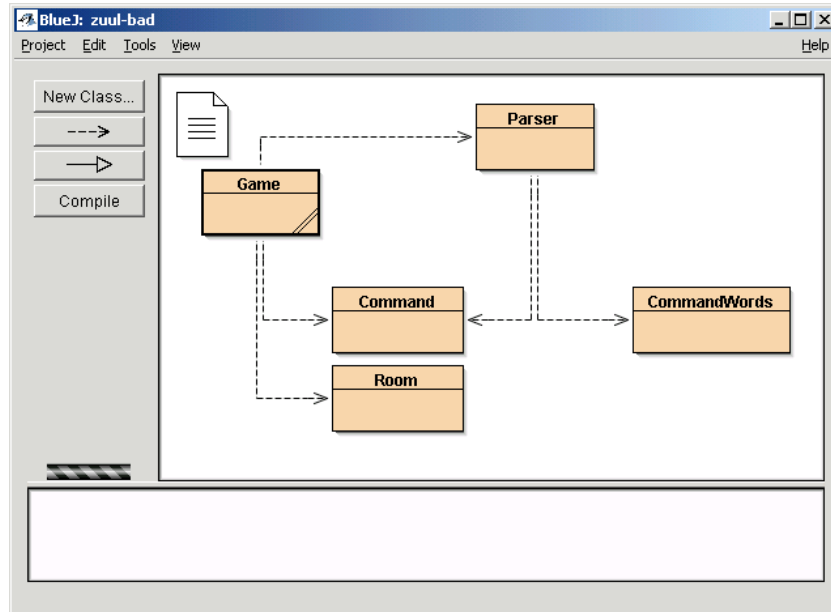 BlueJ: zuul-bad
Project Edit Tools View Help
New Class...
Compile
Parser
Game
Command
CommandWords
Room